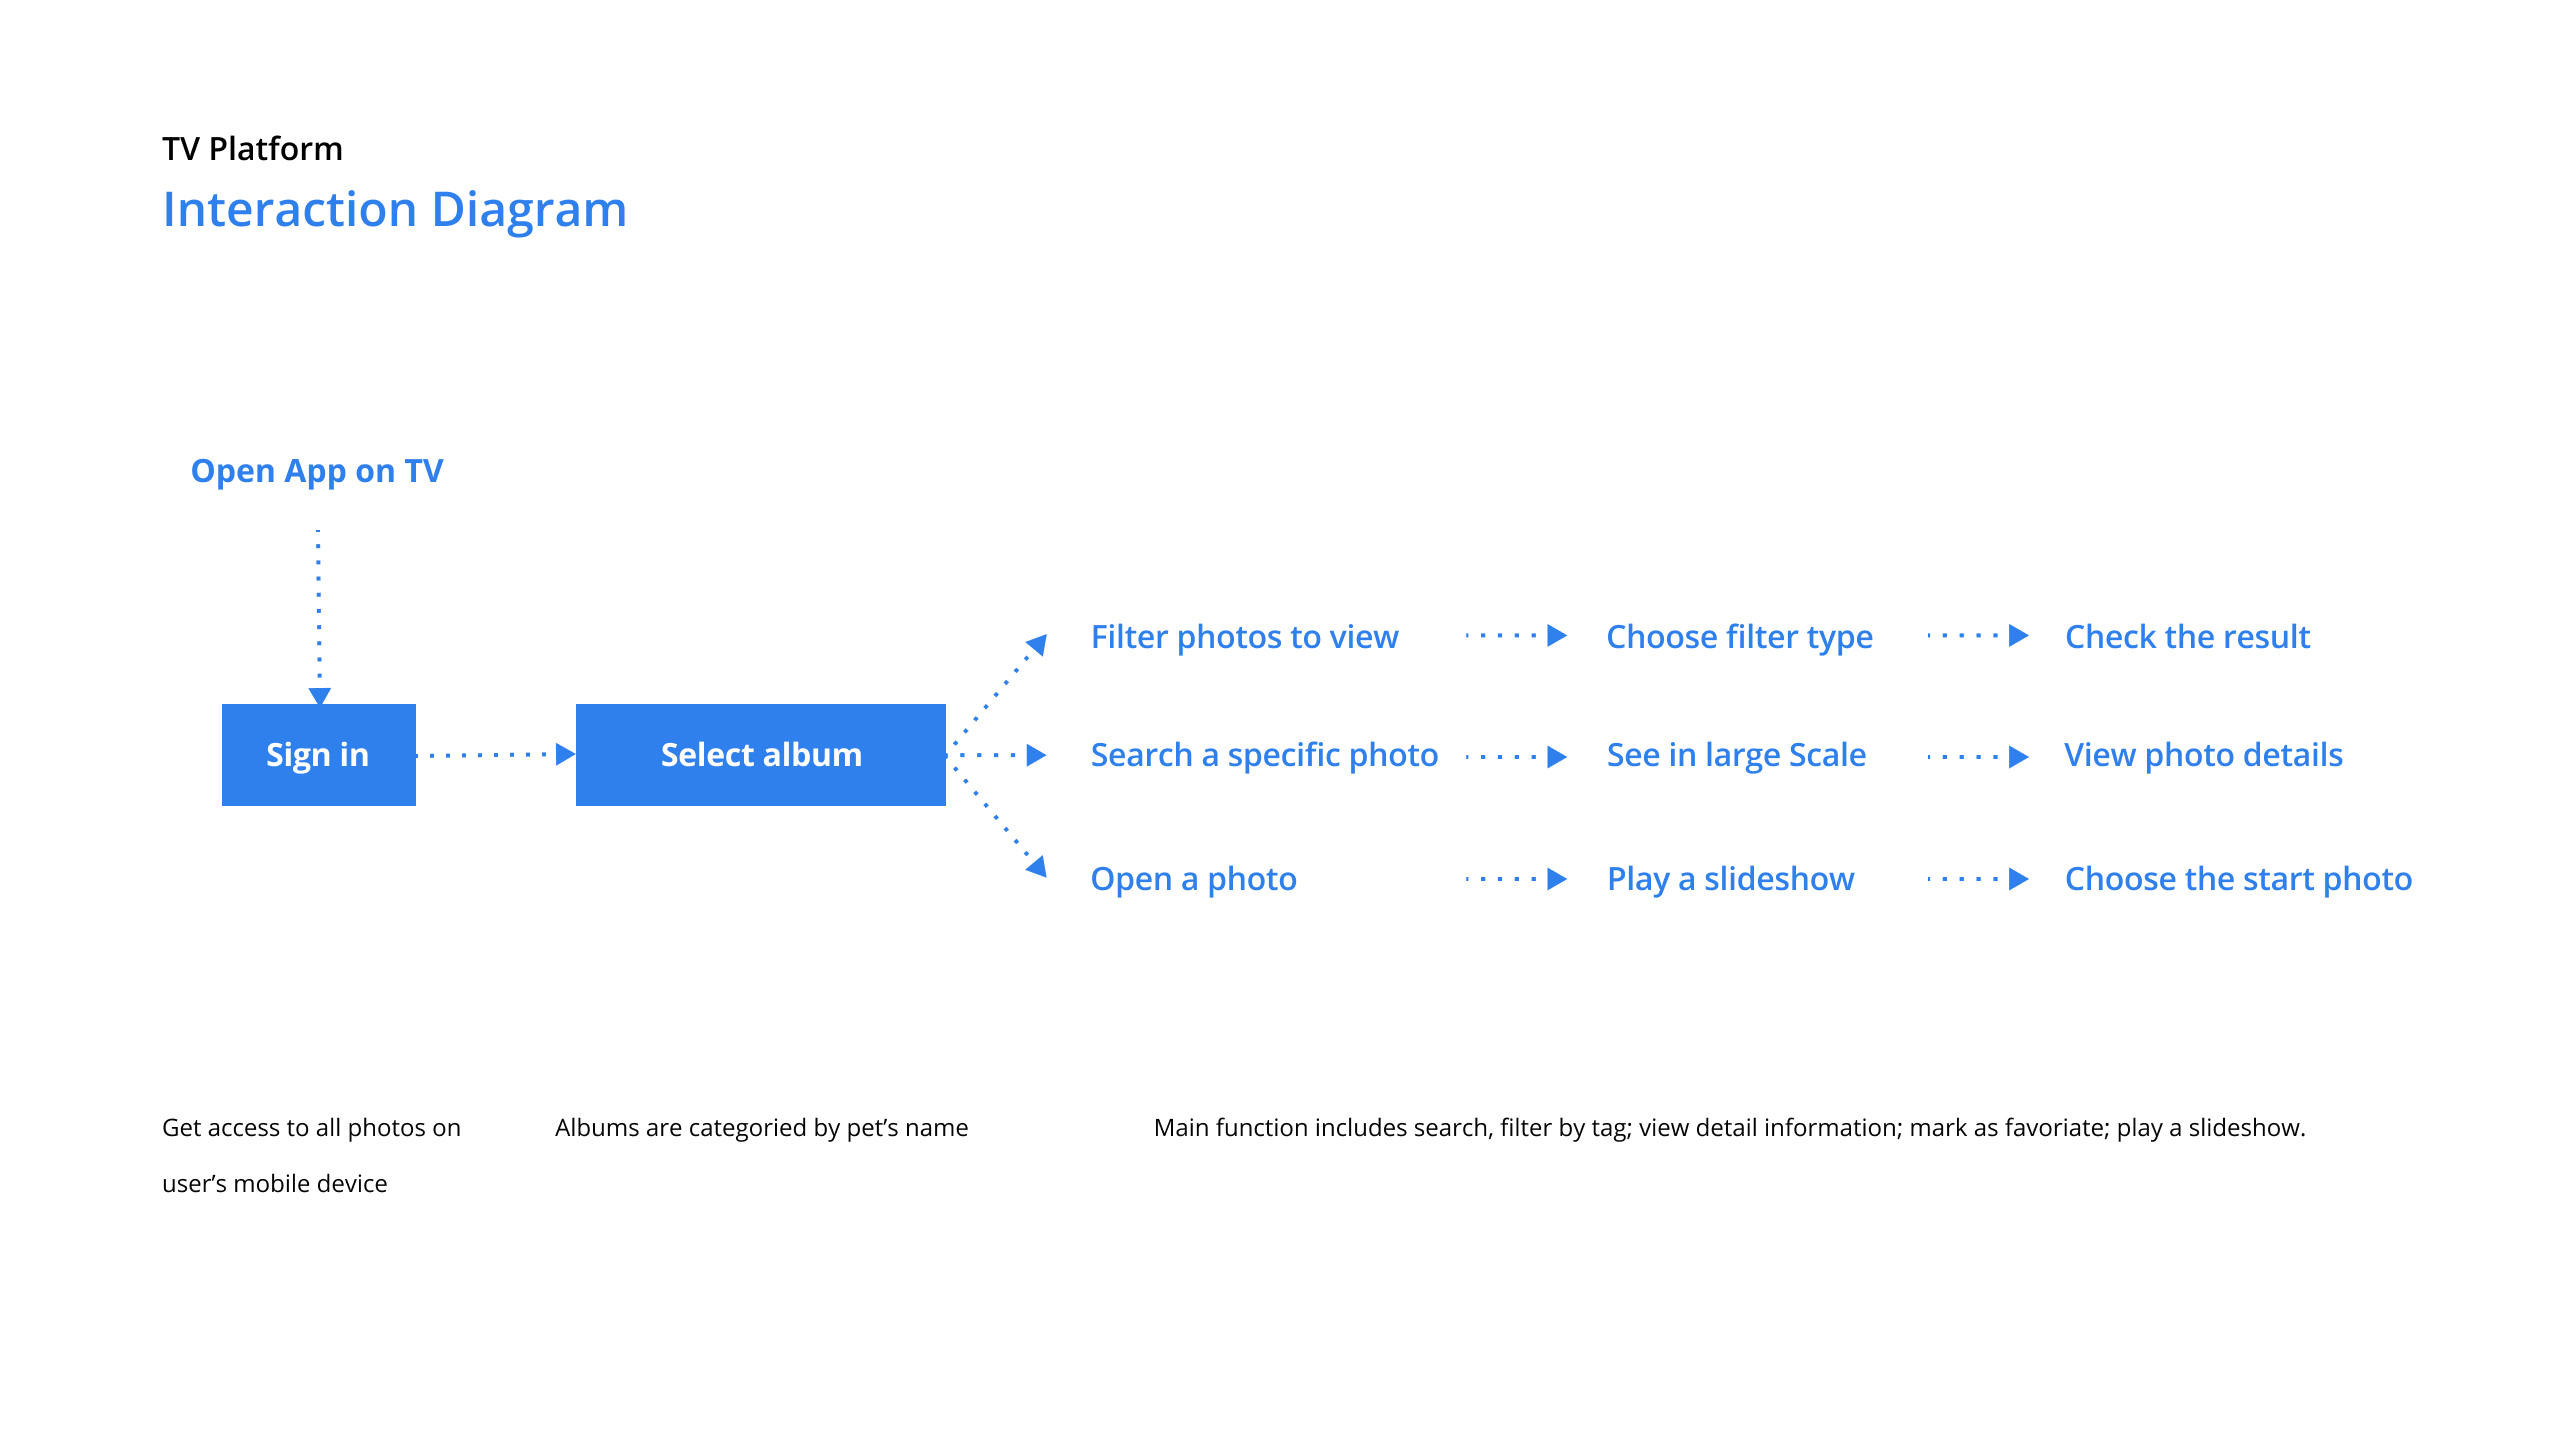 TV Platform
Interaction Diagram
Open App on TV
Filter photos to view
Choose filter type
Check the result
Sign in
Select album
Search a specific photo
See in large Scale
View photo details
Open a photo
Play a slideshow
Choose the start photo
Get access to all photos on
user’s mobile device
Albums are categoried by pet’s name
Main function includes search, filter by tag; view detail information; mark as favoriate; play a slideshow.